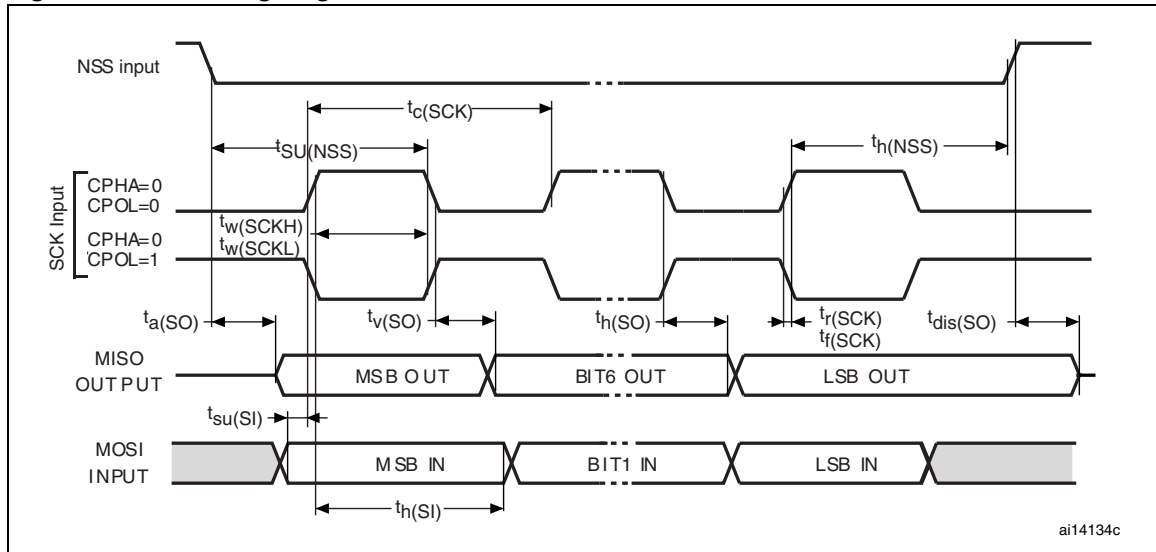 NSS input
tc(SCK)
tSU(NSS)
th(NSS)
SCK Input
CPHA=0
CPOL=0
tw(SCKH)
CPHA=0
tw(SCKL)
CPOL=1
ta(SO)
tv(SO)
th(SO)
tr(SCK)
tf(SCK)
tdis(SO)
MISO
OUTPUT
MSB OUT
BIT6 OUT
LSB OUT
tsu(SI)
MOSI
INPUT
MSB IN
BIT1 IN
LSB IN
th(SI)
ai14134c